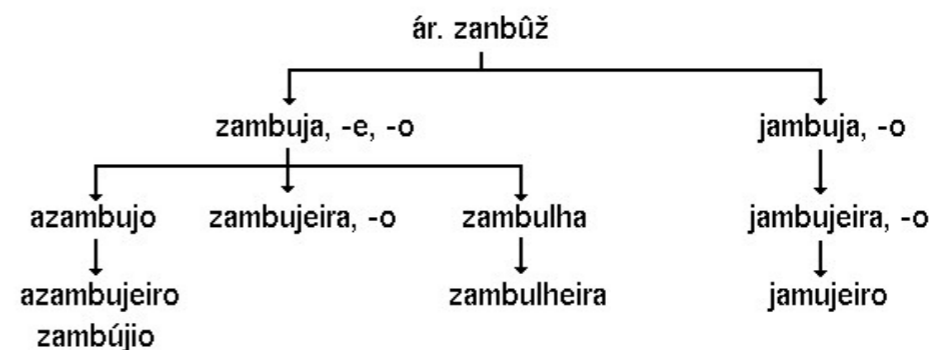 ár. zanbûž
zambuja, -e, -o jambuja, -o
azambujo zambujeira, -o zambulha jambujeira, -o
azambujeiro zambulheira jamujeiro
zambújio